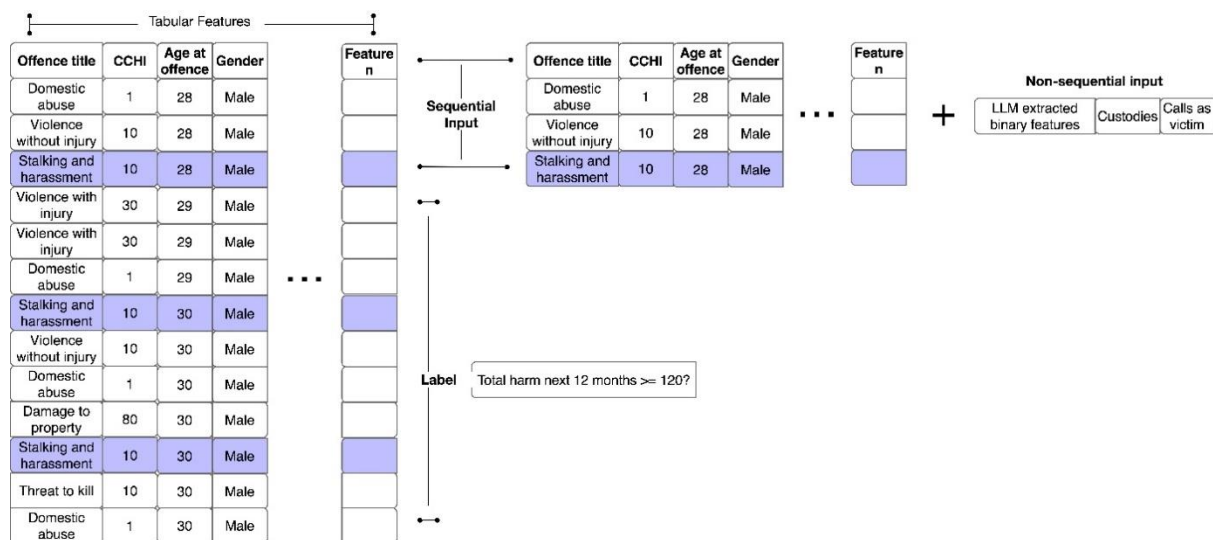 Tabular Features
Offence title CCHI Age at offence Gender Feature n
Domestic abuse 1 28 Male
Violence without injury 10 28 Male
Stalking and harassment 10 28 Male
Violence with injury 30 29 Male
Violence with injury 30 29 Male
Domestic abuse 1 29 Male
...
Stalking and harassment 10 30 Male
Violence without injury 10 30 Male
Domestic abuse 1 30 Male
Damage to property 80 30 Male
Stalking and harassment 10 30 Male
Threat to kill 10 30 Male
Domestic abuse 1 30 Male
Sequential
Input
Label
Total harm next 12 months >= 120?
Offence title CCHI Age at offence Gender Feature n
Domestic abuse 1 28 Male
...
Violence without injury 10 28 Male
Stalking and harassment 10 28 Male
+
Non-sequential input
LLM extracted binary features Custodies Calls as victim